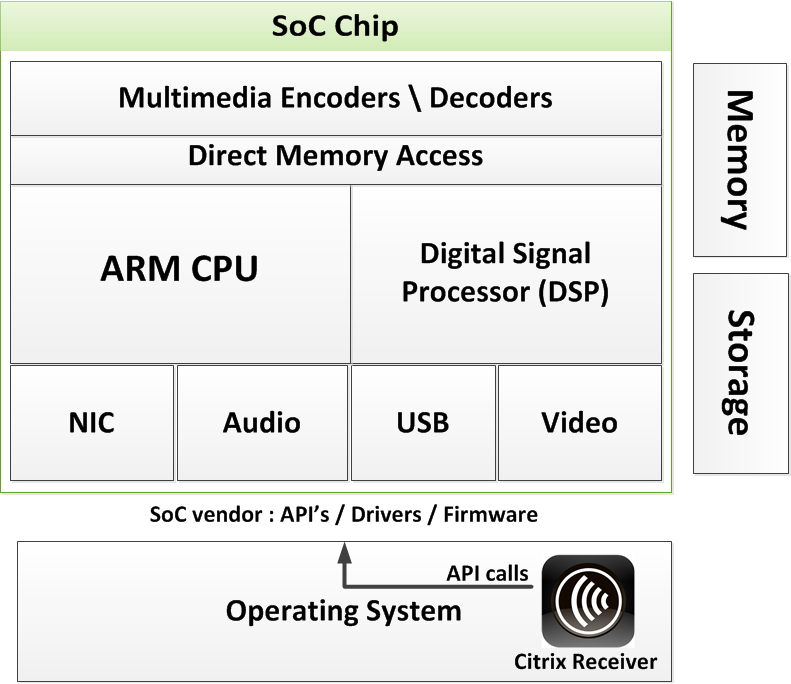 SoC Chip
Multimedia Encoders \ Decoders
Direct Memory Access
ARM CPU
Digital Signal
Processor (DSP)
NIC
Audio
USB
Video
Memory
Storage
SoC vendor : API's / Drivers / Firmware
API calls
Operating System
Citrix Receiver